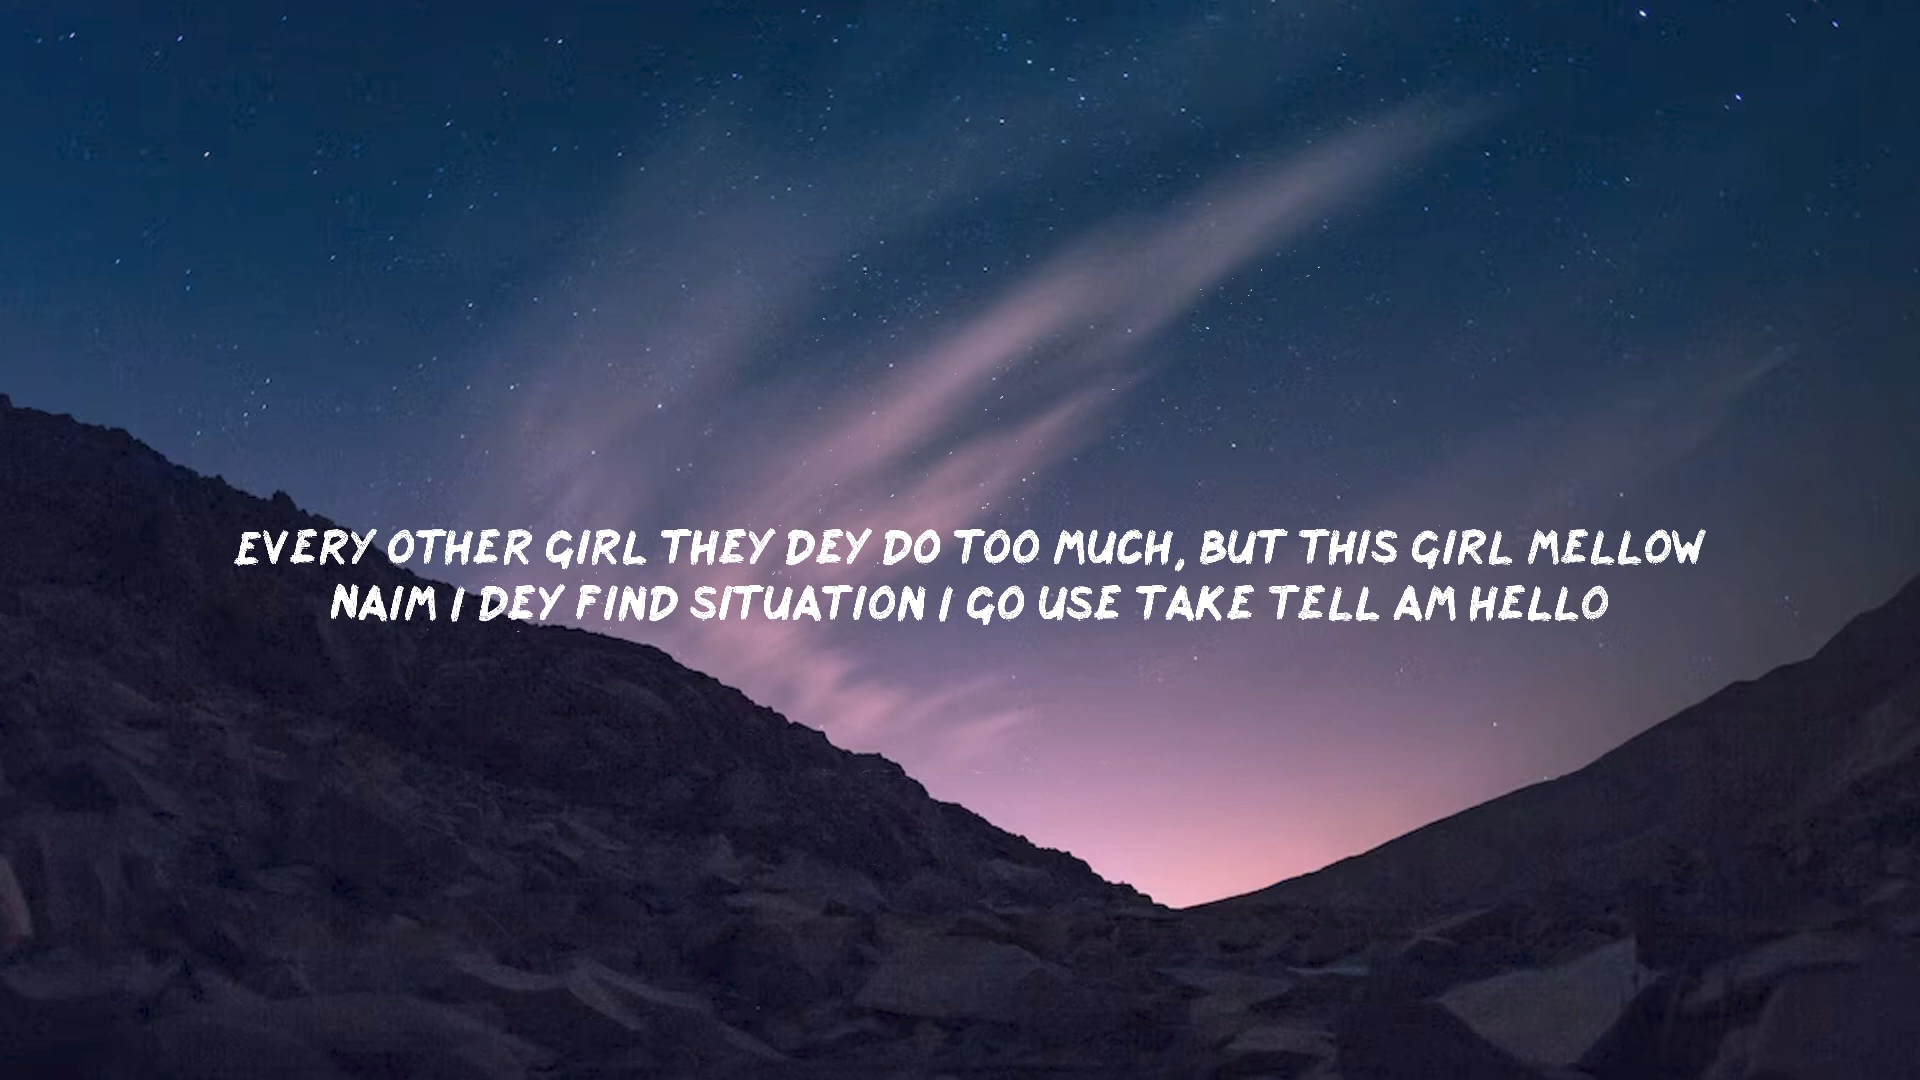 EVERY OTHER GIRL THEY DEY DO TOO MUCH, BUT THIS GIRL MELLOW
NAIM I DEY FIND SITUATION I GO USE TAKE TELL AM HELLO